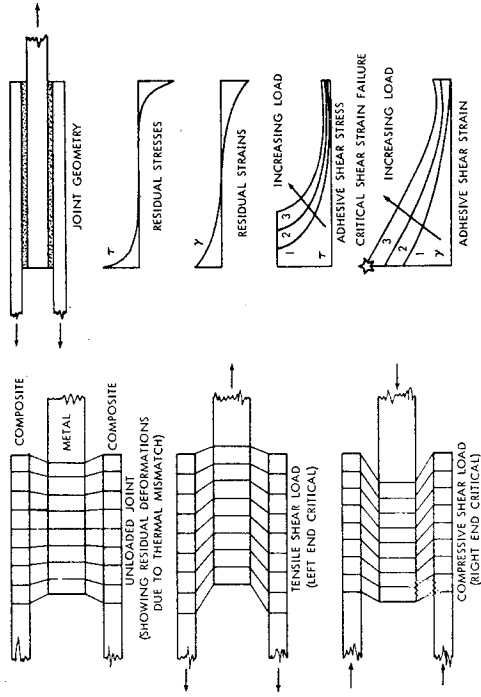 COMPOSITE
METAL
COMPOSITE
UNLOADED JOINT
(SHOWING RESIDUAL DEFORMATIONS
DUE TO THERMAL MISMATCH)
TENSILE SHEAR LOAD
(LEFT END CRITICAL)
COMPRESSIVE SHEAR LOAD
(RIGHT END CRITICAL)
JOINT GEOMETRY
τ
RESIDUAL STRESSES
γ
RESIDUAL STRAINS
INCREASING LOAD
1
2
3
τ
ADHESIVE SHEAR STRESS
CRITICAL SHEAR STRAIN FAILURE
INCREASING LOAD
3
2
1
γ
ADHESIVE SHEAR STRAIN